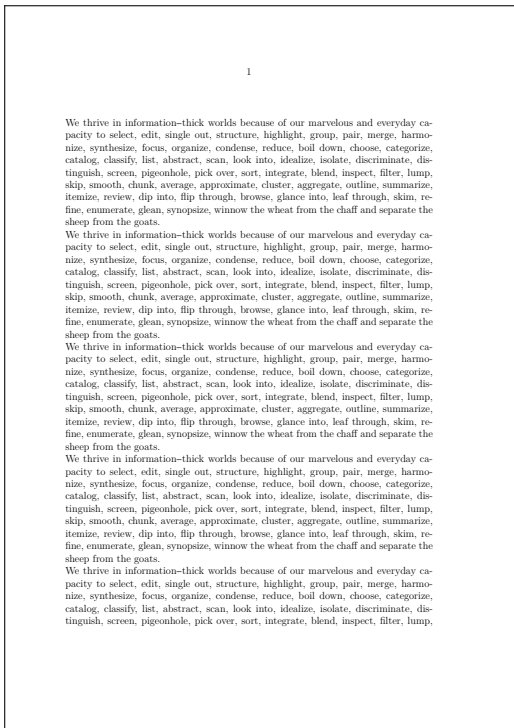 1
We thrive in information–thick worlds because of our marvelous and everyday ca-
pacity to select, edit, single out, structure, highlight, group, pair, merge, harmo-
nize, synthesize, focus, organize, condense, reduce, boil down, choose, categorize,
catalog, classify, list, abstract, scan, look into, idealize, isolate, discriminate, dis-
tinguish, screen, pigeonhole, pick over, sort, integrate, blend, inspect, filter, lump,
skip, smooth, chunk, average, approximate, cluster, aggregate, outline, summarize,
itemize, review, dip into, flip through, browse, glance into, leaf through, skim, re-
fine, enumerate, glean, synopsize, winnow the wheat from the chaff and separate the
sheep from the goats.
We thrive in information–thick worlds because of our marvelous and everyday ca-
pacity to select, edit, single out, structure, highlight, group, pair, merge, harmo-
nize, synthesize, focus, organize, condense, reduce, boil down, choose, categorize,
catalog, classify, list, abstract, scan, look into, idealize, isolate, discriminate, dis-
tinguish, screen, pigeonhole, pick over, sort, integrate, blend, inspect, filter, lump,
skip, smooth, chunk, average, approximate, cluster, aggregate, outline, summarize,
itemize, review, dip into, flip through, browse, glance into, leaf through, skim, re-
fine, enumerate, glean, synopsize, winnow the wheat from the chaff and separate the
sheep from the goats.
We thrive in information–thick worlds because of our marvelous and everyday ca-
pacity to select, edit, single out, structure, highlight, group, pair, merge, harmo-
nize, synthesize, focus, organize, condense, reduce, boil down, choose, categorize,
catalog, classify, list, abstract, scan, look into, idealize, isolate, discriminate, dis-
tinguish, screen, pigeonhole, pick over, sort, integrate, blend, inspect, filter, lump,
skip, smooth, chunk, average, approximate, cluster, aggregate, outline, summarize,
itemize, review, dip into, flip through, browse, glance into, leaf through, skim, re-
fine, enumerate, glean, synopsize, winnow the wheat from the chaff and separate the
sheep from the goats.
We thrive in information–thick worlds because of our marvelous and everyday ca-
pacity to select, edit, single out, structure, highlight, group, pair, merge, harmo-
nize, synthesize, focus, organize, condense, reduce, boil down, choose, categorize,
catalog, classify, list, abstract, scan, look into, idealize, isolate, discriminate, dis-
tinguish, screen, pigeonhole, pick over, sort, integrate, blend, inspect, filter, lump,
skip, smooth, chunk, average, approximate, cluster, aggregate, outline, summarize,
itemize, review, dip into, flip through, browse, glance into, leaf through, skim, re-
fine, enumerate, glean, synopsize, winnow the wheat from the chaff and separate the
sheep from the goats.
We thrive in information–thick worlds because of our marvelous and everyday ca-
pacity to select, edit, single out, structure, highlight, group, pair, merge, harmo-
nize, synthesize, focus, organize, condense, reduce, boil down, choose, categorize,
catalog, classify, list, abstract, scan, look into, idealize, isolate, discriminate, dis-
tinguish, screen, pigeonhole, pick over, sort, integrate, blend, inspect, filter, lump,